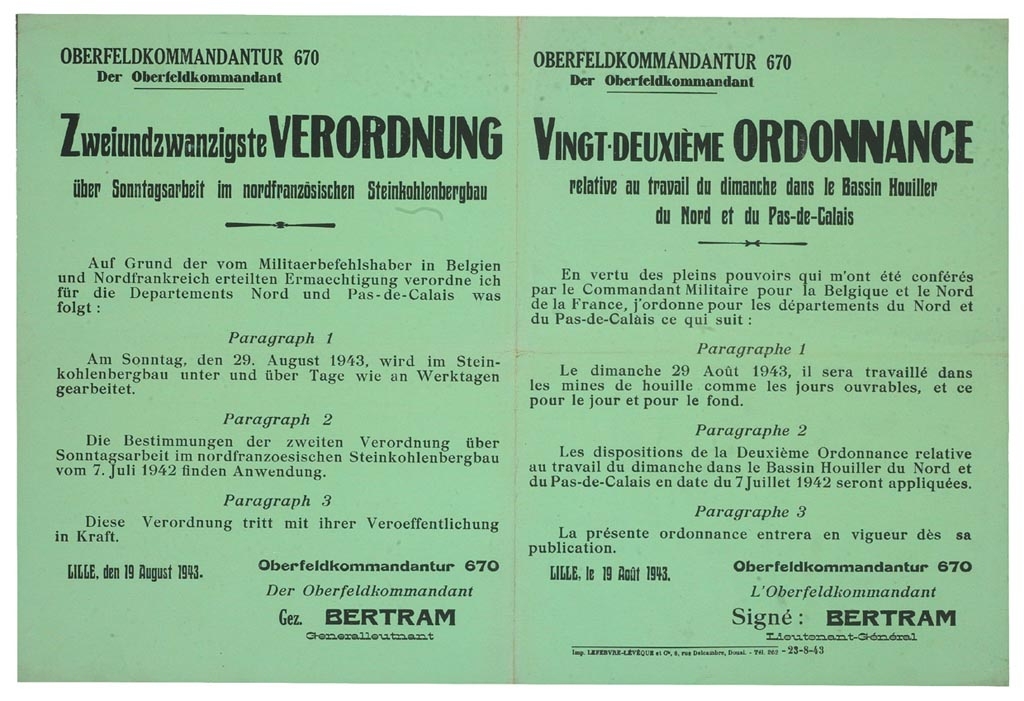 OBERFELDKOMMANDANTUR 670
Der Oberfeldkommandant
Zweiundzwanzigste VERORDNUNG
über Sonntagsarbeit im nordfranzösischen Steinkohlenbergbau
Auf Grund der vom Militaerbefehlshaber in Belgien
und Nordfrankreich erteilten Ermaechtigung verordne ich
für die Departements Nord und Pas-de-Calais was
folgt :
Paragraph 1
Am Sonntag, den 29. August 1943, wird im Stein-
kohlenbergbau unter und über Tage wie an Werktagen
gearbeitet.
Paragraph 2
Die Bestimmungen der zweiten Verordnung über
Sonntagsarbeit im nordfranzoesischen Steinkohlenbergbau
vom 7. Juli 1942 finden Anwendung.
Paragraph 3
Diese Verordnung tritt mit ihrer Veroeffentlichung
in Kraft.
LILLE, den 19 August 1943.
Oberfeldkommandantur 670
Der Oberfeldkommandant
Gez. BERTRAM
Generalleutnant
OBERFELDKOMMANDANTUR 670
Der Oberfeldkommandant
VINGT-DEUXIÈME ORDONNANCE
relative au travail du dimanche dans le Bassin Houiller
du Nord et du Pas-de-Calais
En vertu des pleins pouvoirs qui m'ont été conférés
par le Commandant Militaire pour la Belgique et le Nord
de la France, j'ordonne pour les départements du Nord et
du Pas-de-Calais ce qui suit :
Paragraphe 1
Le dimanche 29 Août 1943, il sera travaillé dans
les mines de houille comme les jours ouvrables, et ce
pour le jour et pour le fond.
Paragraphe 2
Les dispositions de la Deuxième Ordonnance relative
au travail du dimanche dans le Bassin Houiller du Nord et
du Pas-de-Calais en date du 7 Juillet 1942 seront appliquées.
Paragraphe 3
La présente ordonnance entrera en vigueur dès sa
publication.
LILLE, le 19 Août 1943.
Oberfeldkommandantur 670
L'Oberfeldkommandant
Signé : BERTRAM
Lieutenant-Général
Imp. LEFEBVRE-LÉVÊQUE et Cie, 6, rue Delcambre, Douai. - Tél. 262 - 23-8-43